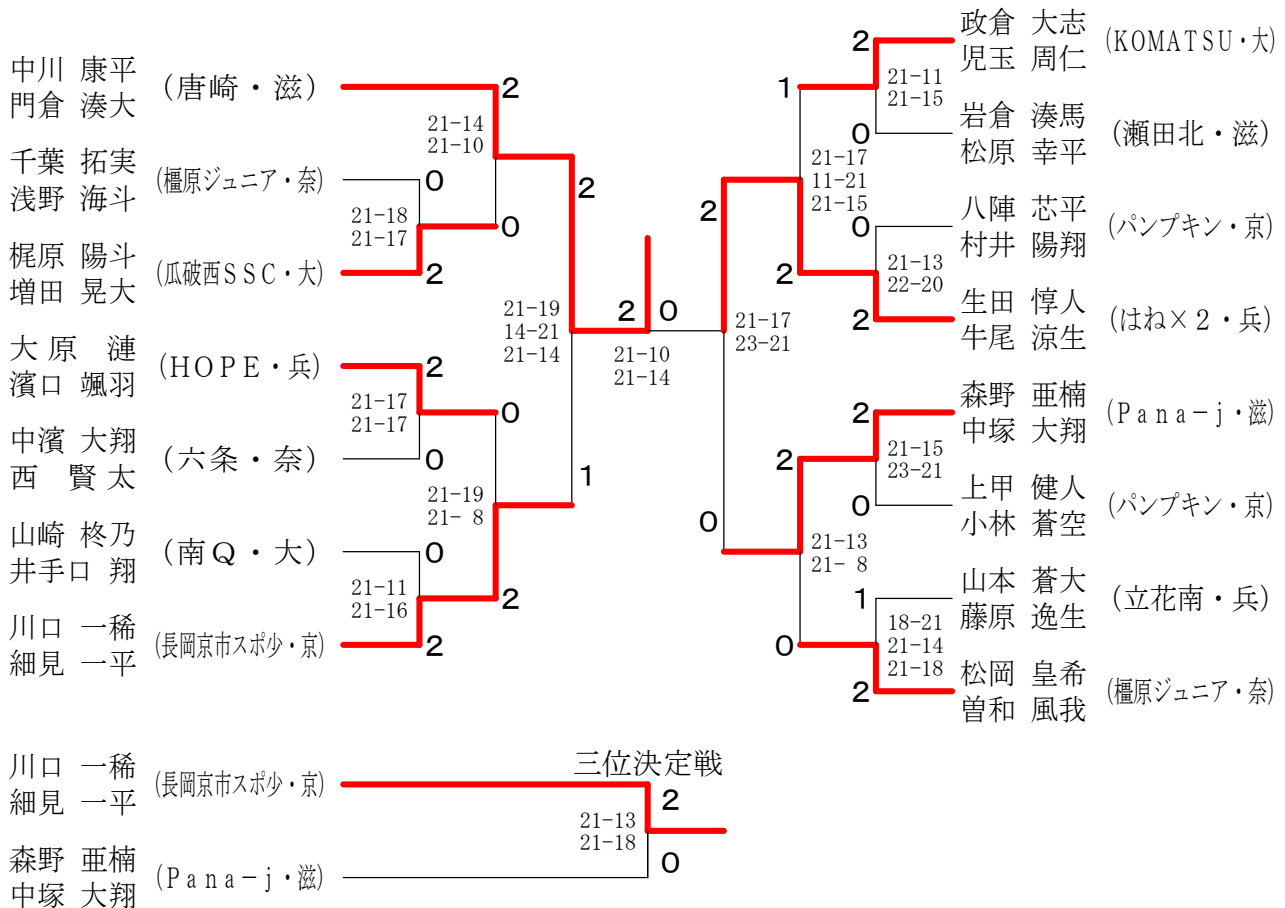 中川 康平
門倉 湊大
(唐崎・滋)
2
21-14
21-10
千葉 拓実
浅野 海斗
(橿原ジュニア・奈)
0
21-18
21-17
0
梶原 陽斗
増田 晃大
(瓜破西SSC・大)
2
2
21-19
14-21
21-14
大原 漣
濱口 颯羽
(HOPE・兵)
2
21-17
21-17
0
中濱 大翔
西 賢太
(六条・奈)
0
21-19
21- 8
1
山崎 柊乃
井手口 翔
(南Q・大)
0
21-11
21-16
2
川口 一稀
細見 一平
(長岡京市スポ少・京)
2
2
0
21-10
21-14
政倉 大志
児玉 周仁
(KOMATSU・大)
2
21-11
21-15
1
岩倉 湊馬
松原 幸平
(瀬田北・滋)
0
21-17
11-21
21-15
2
八陣 芯平
村井 陽翔
(パンプキン・京)
0
21-13
22-20
2
生田 惇人
牛尾 涼生
(はね×2・兵)
2
21-17
23-21
森野 亜楠
中塚 大翔
(Pana-j・滋)
2
21-15
23-21
2
上甲 健人
小林 蒼空
(パンプキン・京)
0
0
21-13
21- 8
山本 蒼大
藤原 逸生
(立花南・兵)
1
18-21
21-14
21-18
0
松岡 皇希
曽和 風我
(橿原ジュニア・奈)
2
三位決定戦
川口 一稀
細見 一平
(長岡京市スポ少・京)
2
21-13
21-18
森野 亜楠
中塚 大翔
(Pana-j・滋)
0